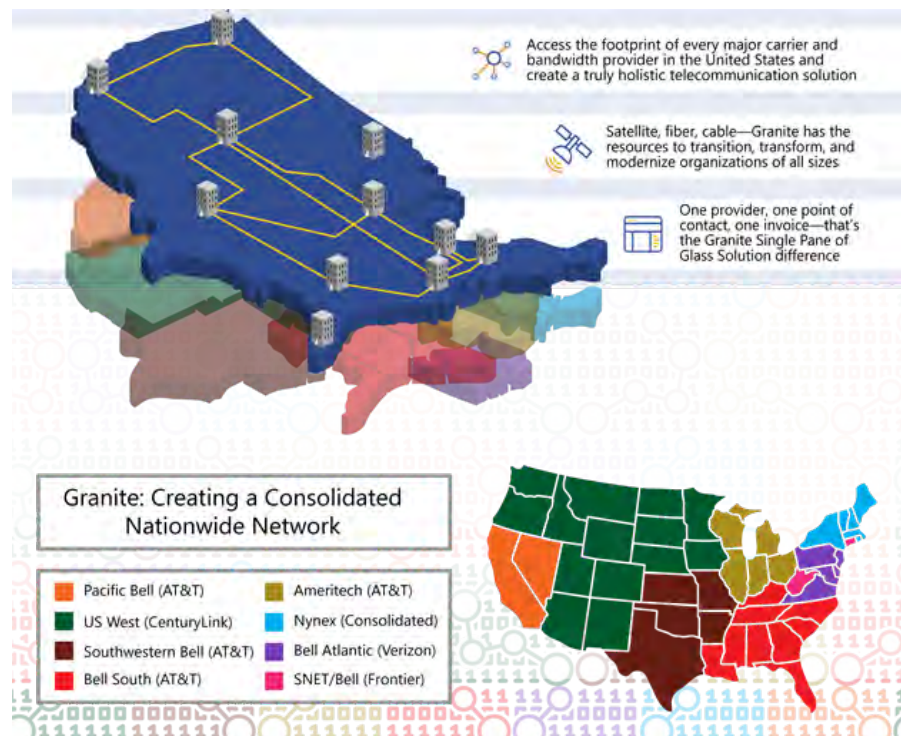 Access the footprint of every major carrier and
bandwidth provider in the United States and
create a truly holistic telecommunication solution
Satellite, fiber, cable—Granite has the
resources to transition, transform, and
modernize organizations of all sizes
One provider, one point of
contact, one invoice—that's
the Granite Single Pane of
Glass Solution difference
Granite: Creating a Consolidated
Nationwide Network
Pacific Bell (AT&T)
US West (CenturyLink)
Southwestern Bell (AT&T)
Bell South (AT&T)
Ameritech (AT&T)
Nynex (Consolidated)
Bell Atlantic (Verizon)
SNET/Bell (Frontier)